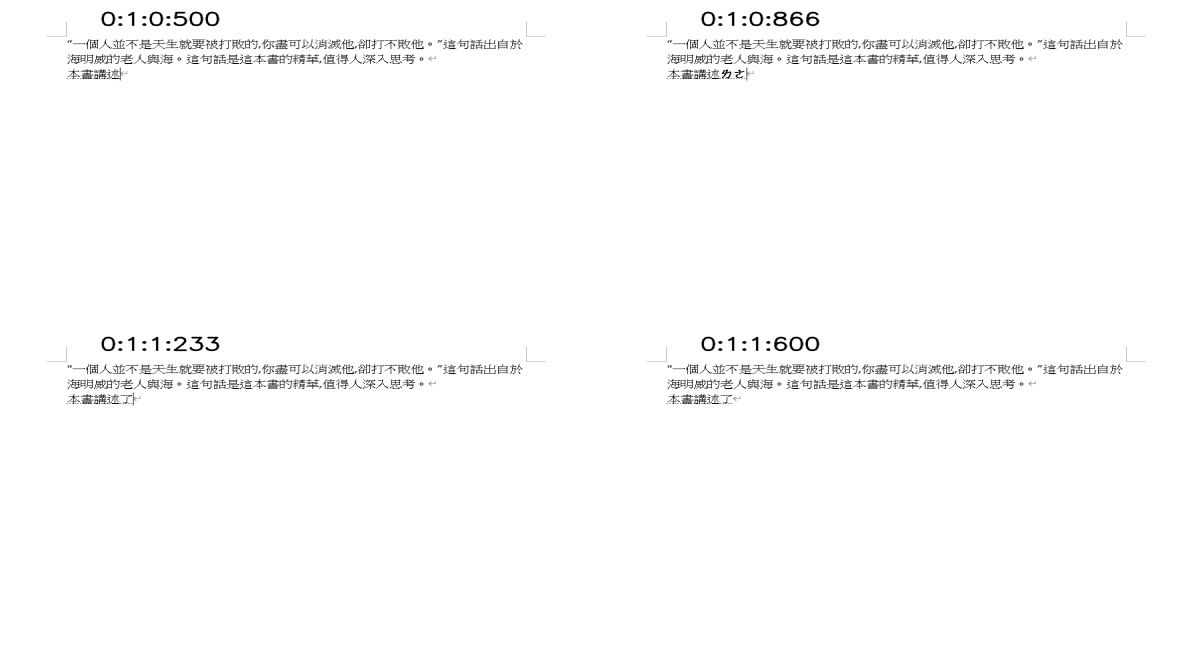 0:1:0:500
“一個人並不是天生就要被打敗的,你盡可以消滅他,卻打不敗他。”這句話出自於
海明威的老人與海。這句話是這本書的精華,值得人深入思考。
本書講述
0:1:0:866
“一個人並不是天生就要被打敗的,你盡可以消滅他,卻打不敗他。”這句話出自於
海明威的老人與海。這句話是這本書的精華,值得人深入思考。
本書講述ㄌㄜ
0:1:1:233
“一個人並不是天生就要被打敗的,你盡可以消滅他,卻打不敗他。”這句話出自於
海明威的老人與海。這句話是這本書的精華,值得人深入思考。
本書講述了
0:1:1:600
“一個人並不是天生就要被打敗的,你盡可以消滅他,卻打不敗他。”這句話出自於
海明威的老人與海。這句話是這本書的精華,值得人深入思考。
本書講述了